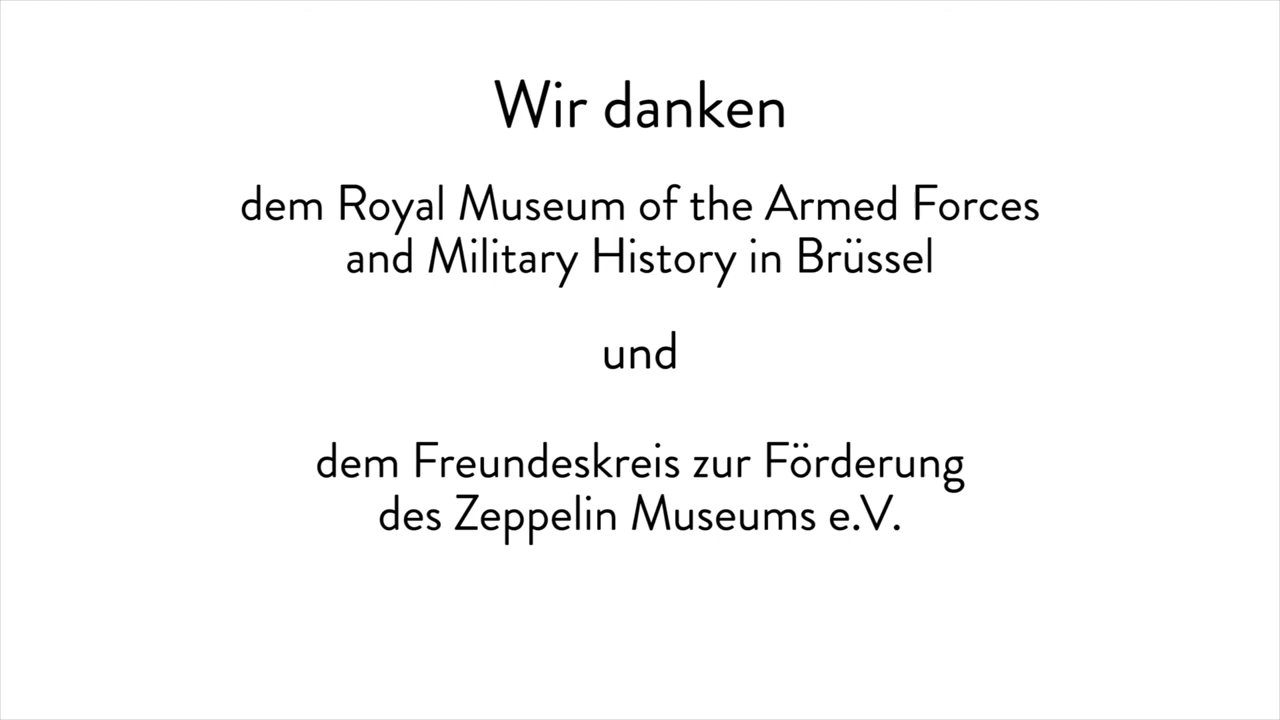 Wir danken
dem Royal Museum of the Armed Forces
and Military History in Brüssel
und
dem Freundeskreis zur Förderung
des Zeppelin Museums e.V.